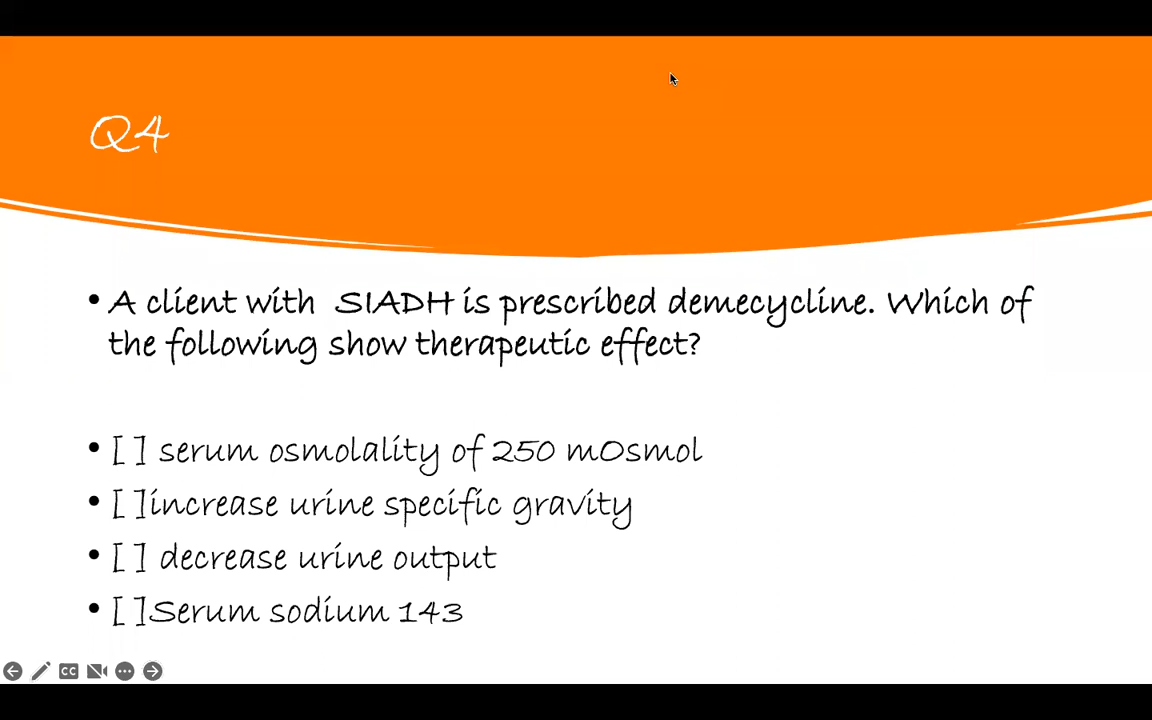 Q4
• A client with SIADH is prescribed demecycline. Which of
the following show therapeutic effect?
• [ ] serum osmolality of 250 mOsmol
• [ ]increase urine specific gravity
• [ ] decrease urine output
• [ ]Serum sodium 143
CC